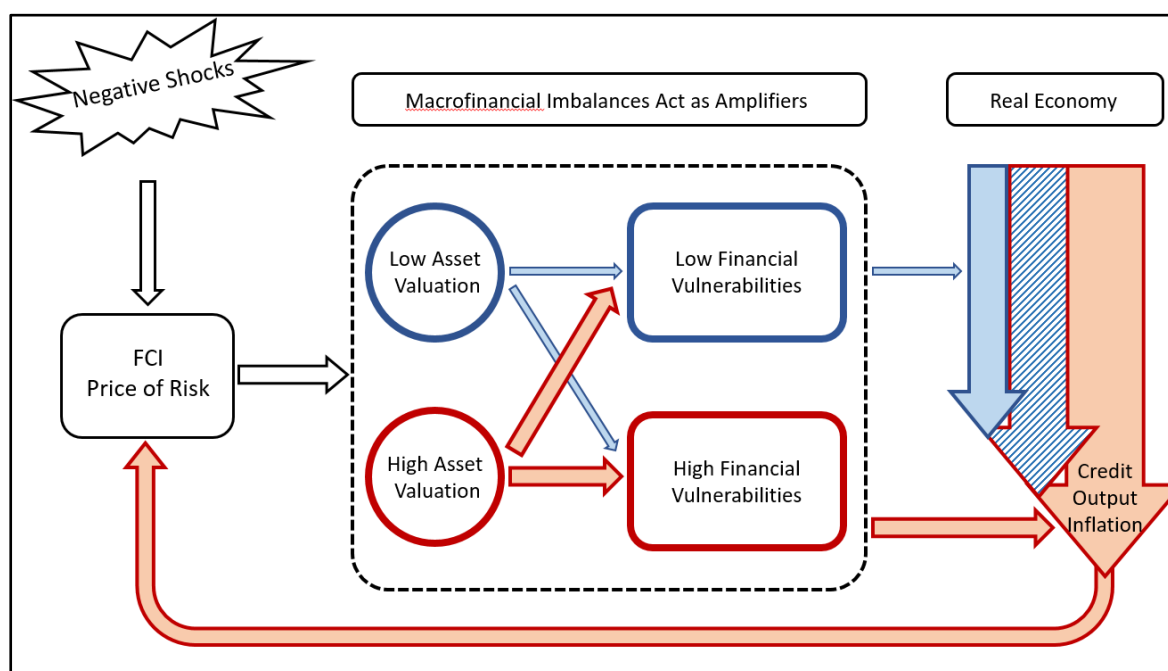 Negative Shocks
Macrofinancial Imbalances Act as Amplifiers
Real Economy
Low Asset
Valuation
Low Financial
Vulnerabilities
FCI
Price of Risk
High Asset
Valuation
High Financial
Vulnerabilities
Credit
Output
Inflation